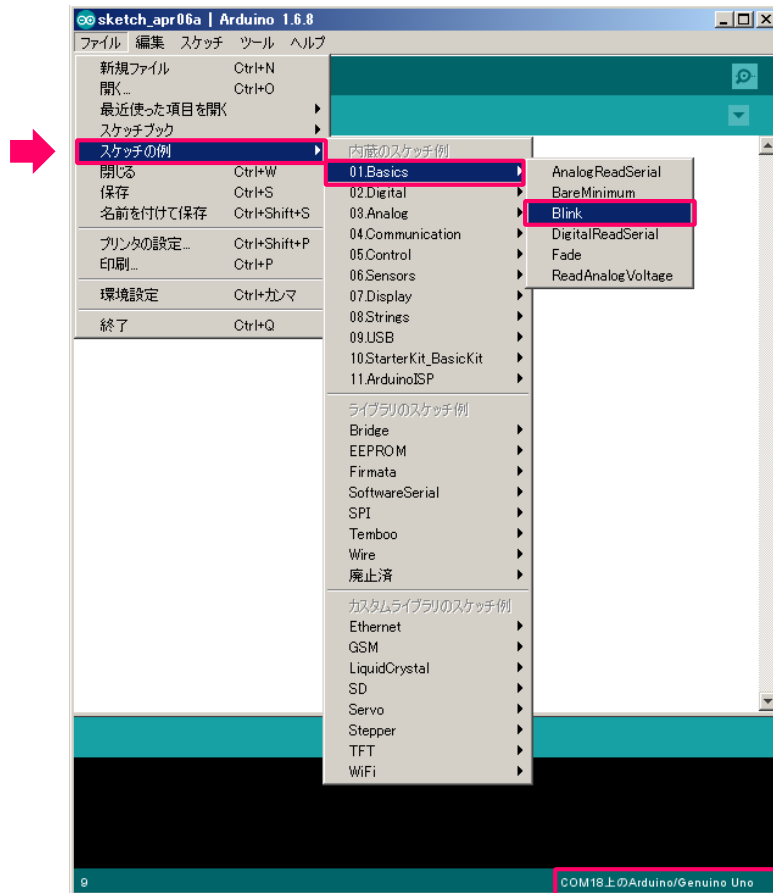 sketch_apr06a | Arduino 1.6.8
ファイル 編集 スケッチ ツール ヘルプ
新規ファイル Ctrl+N
開く... Ctrl+O
最近使った項目を開く
スケッチブック
スケッチの例
閉じる Ctrl+W
保存 Ctrl+S
名前を付けて保存 Ctrl+Shift+S
プリンタの設定... Ctrl+Shift+P
印刷... Ctrl+P
環境設定 Ctrl+カンマ
終了 Ctrl+Q
内蔵のスケッチ例
01.Basics
02.Digital
03.Analog
04.Communication
05.Control
06.Sensors
07.Display
08.Strings
09.USB
10.StarterKit_BasicKit
11.ArduinoISP
ライブラリのスケッチ例
Bridge
EEPROM
Firmata
SoftwareSerial
SPI
Temboo
Wire
廃止済
カスタムライブラリのスケッチ例
Ethernet
GSM
LiquidCrystal
SD
Servo
Stepper
TFT
WiFi
AnalogReadSerial
BareMinimum
Blink
DigitalReadSerial
Fade
ReadAnalogVoltage
9 COM18上のArduino/Genuino Uno